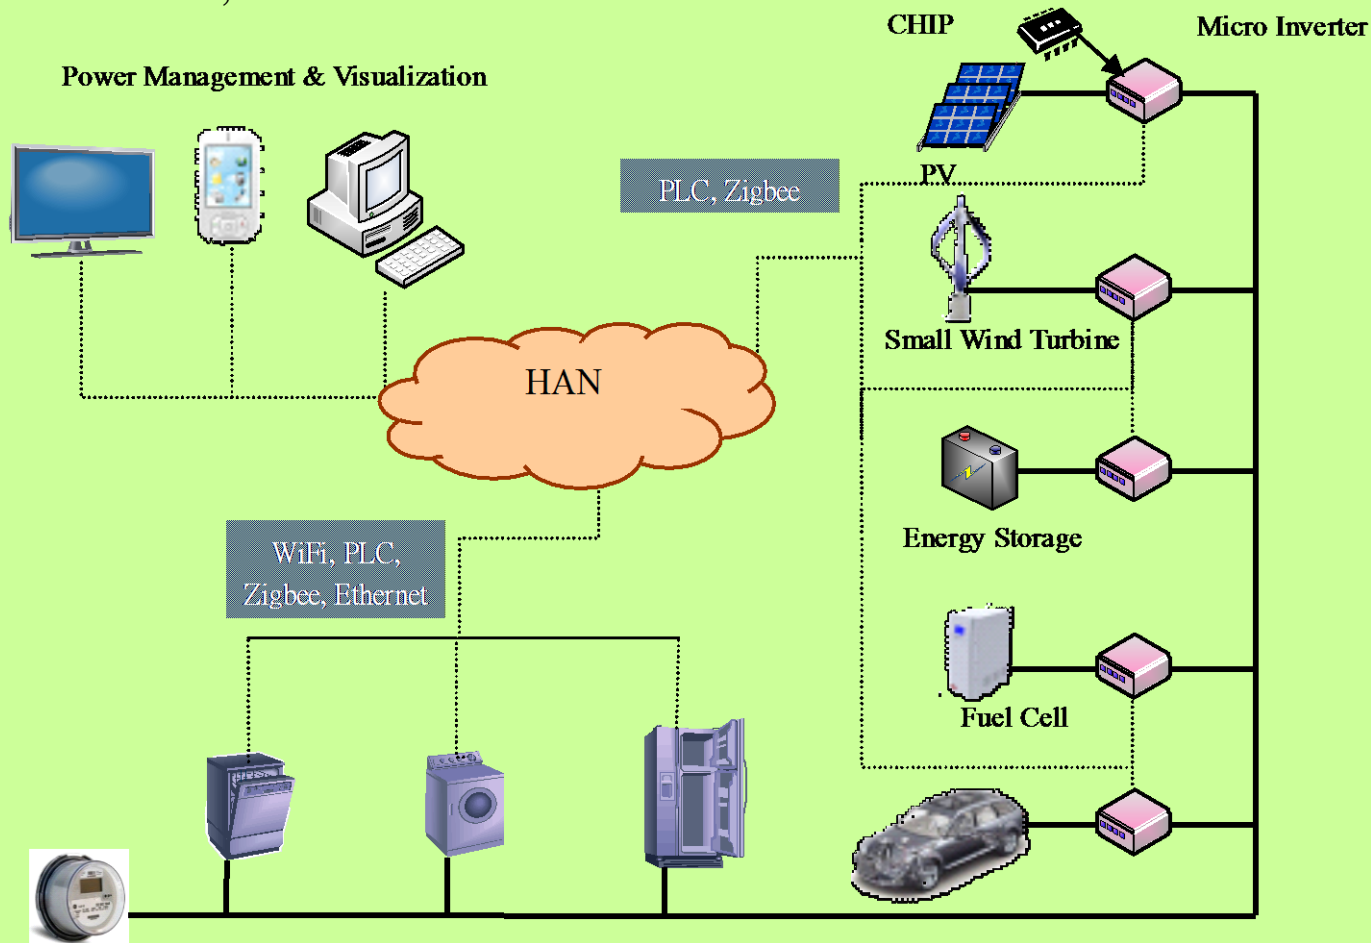 CHIP
Micro Inverter
Power Management & Visualization
PLC, Zigbee
PV
Small Wind Turbine
HAN
Energy Storage
WiFi, PLC,
Zigbee, Ethernet
Fuel Cell